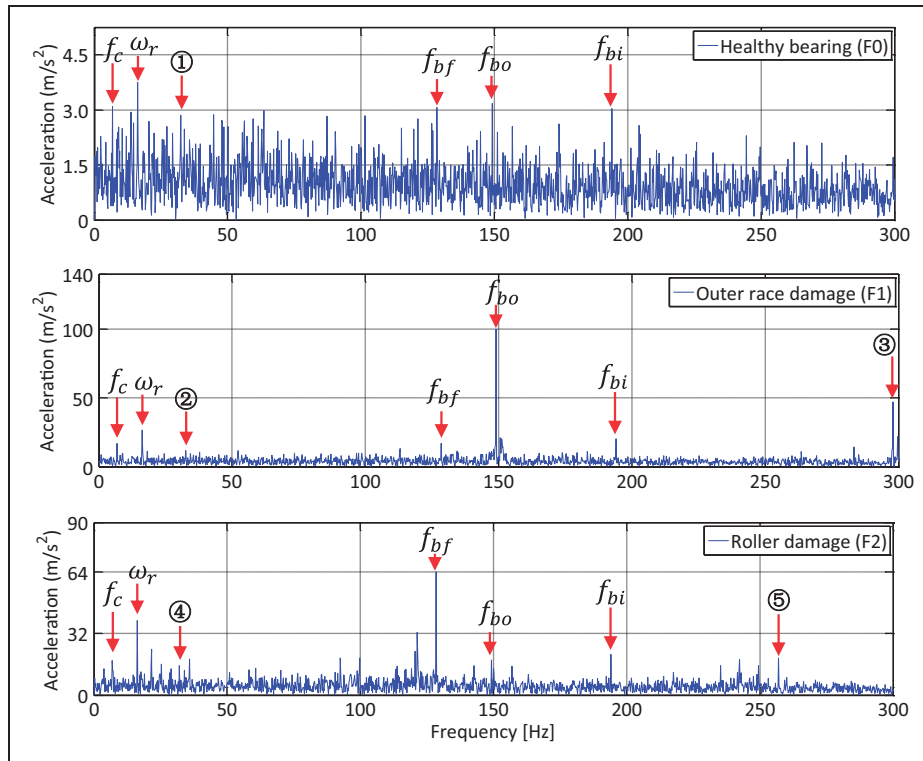 Acceleration (m/s²)
4.5
3.0
1.5
0
f_c
ω_r
①
f_bf
f_bo
f_bi
Healthy bearing (F0)
0 50 100 150 200 250 300
Acceleration (m/s²)
140
100
50
0
f_c
ω_r
②
f_bf
f_bo
f_bi
③
Outer race damage (F1)
0 50 100 150 200 250 300
Acceleration (m/s²)
90
64
32
0
f_c
ω_r
④
f_bf
f_bo
f_bi
⑤
Roller damage (F2)
0 50 100 150 200 250 300
Frequency [Hz]